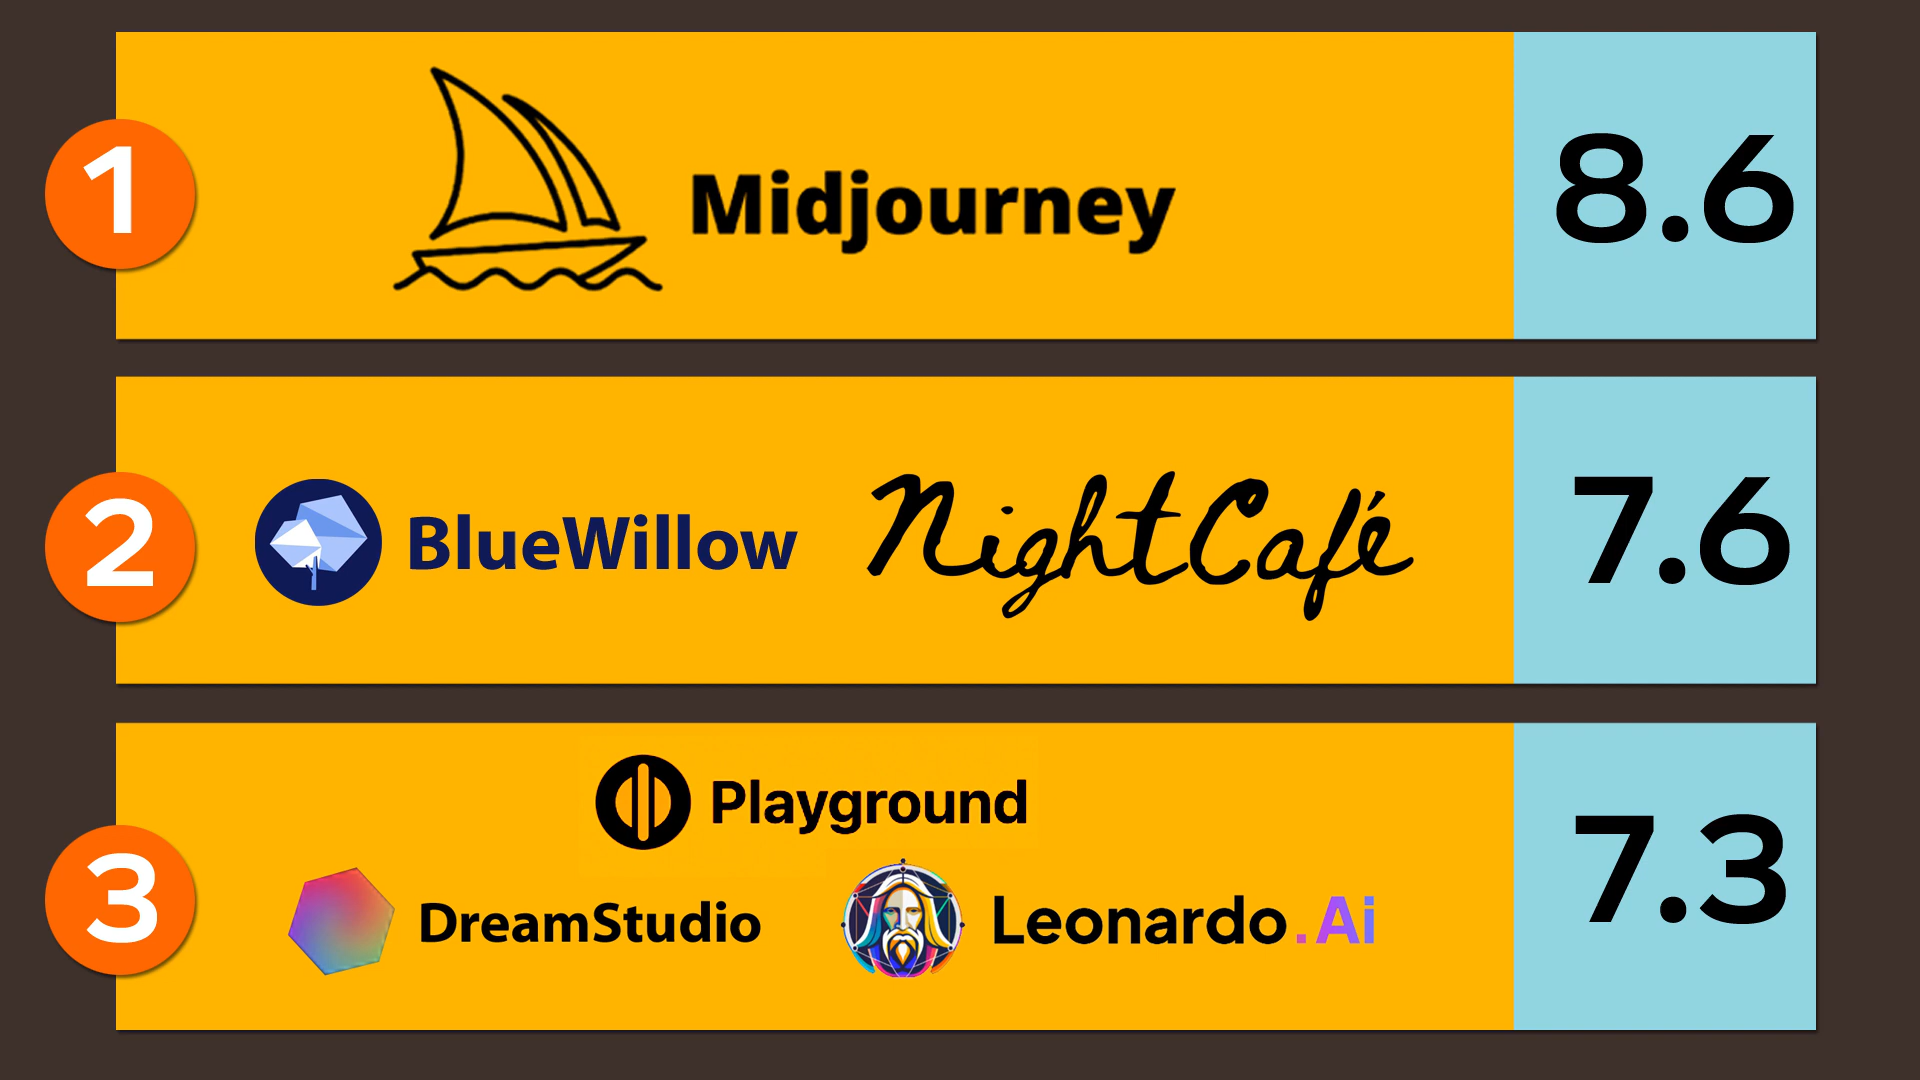 1 Midjourney 8.6
2 BlueWillow NightCafé 7.6
Playground
3 DreamStudio Leonardo.Ai 7.3